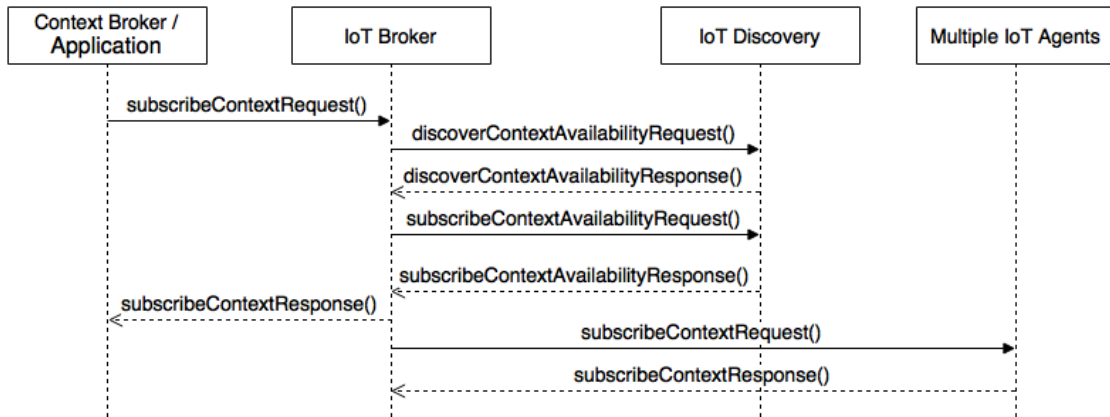 Context Broker /
Application
IoT Broker
IoT Discovery
Multiple IoT Agents
subscribeContextRequest()
discoverContextAvailabilityRequest()
discoverContextAvailabilityResponse()
subscribeContextAvailabilityRequest()
subscribeContextAvailabilityResponse()
subscribeContextResponse()
subscribeContextRequest()
subscribeContextResponse()